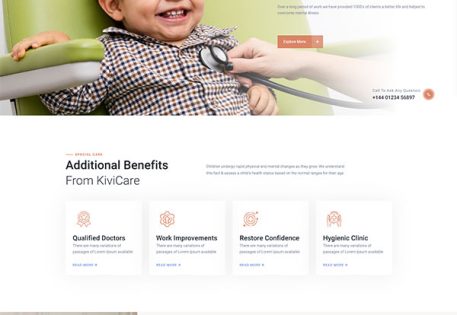 Over a long period of work we have provided 1000's of clients a better life and helped to
overcome mental illness.
Explore More
Call To Ask Any Question
+144 01234 56897
SPECIAL CARE
Additional Benefits
From KiviCare
Children undergo rapid physical and mental changes as they grow. We understand
this fact & assess a child's health status based on the normal ranges for their age.
Qualified Doctors
There are many variations of
passages of Lorem Ipsum available
READ MORE
Work Improvements
There are many variations of
passages of Lorem Ipsum available
READ MORE
Restore Confidence
There are many variations of
passages of Lorem Ipsum available
READ MORE
Hygienic Clinic
There are many variations of
passages of Lorem Ipsum available
READ MORE